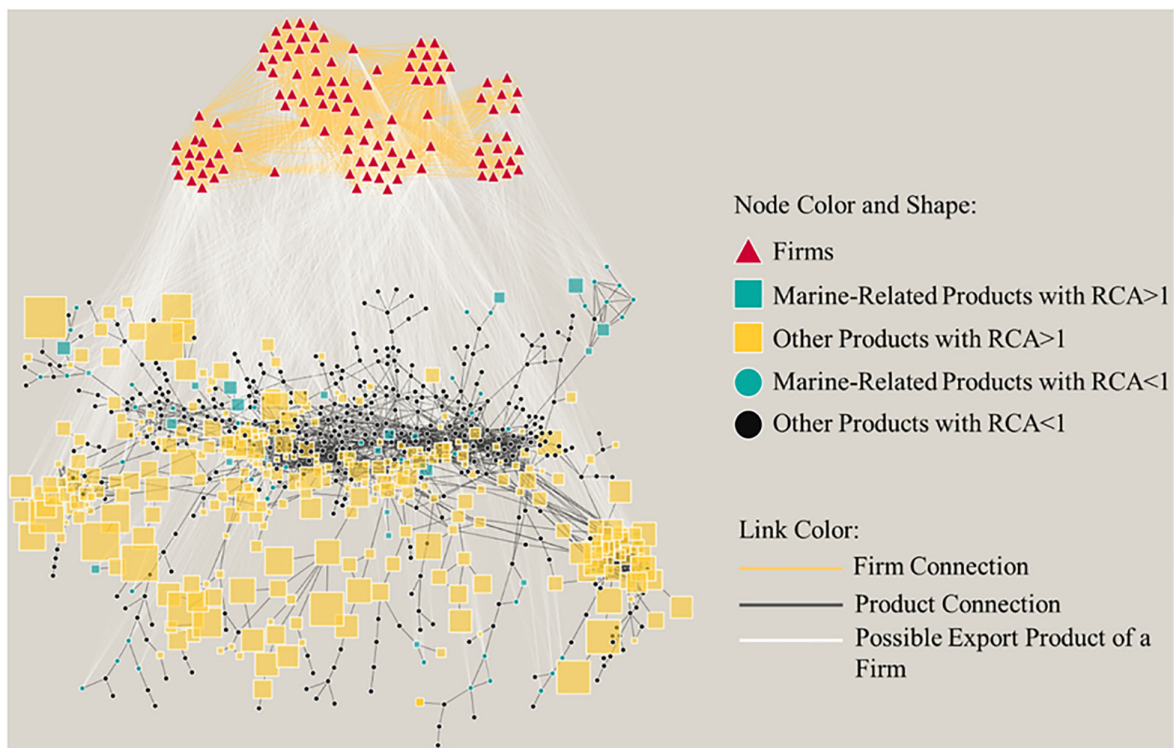 Node Color and Shape:
Firms
Marine-Related Products with RCA>1
Other Products with RCA>1
Marine-Related Products with RCA<1
Other Products with RCA<1
Link Color:
Firm Connection
Product Connection
Possible Export Product of a
Firm